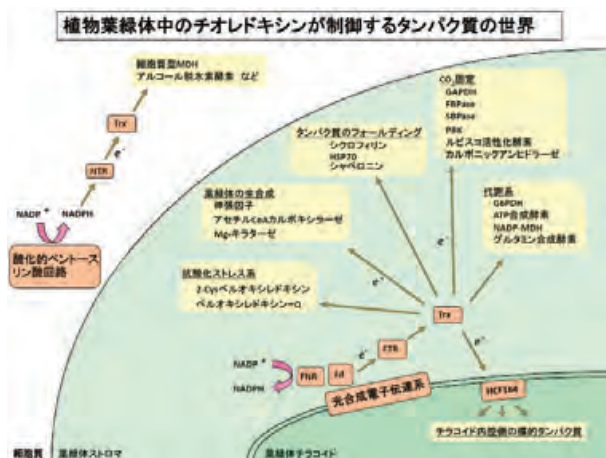 植物葉緑体中のチオレドキシンが制御するタンパク質の世界
細胞質型MDH
アルコール脱水素酵素 など
Trx
e-
NTR
NADP+
NADPH
酸化的ペントース
リン酸回路
CO2固定
GAPDH
FBPase
SBPase
PRK
ルビスコ活性化酵素
カルボニックアンヒドラーゼ
タンパク質のフォールディング
シクロフィリン
HSP70
シャペロニン
葉緑体の生合成
伸張因子
アセチルCoAカルボキシラーゼ
Mg-キラターゼ
代謝系
G6PDH
ATP合成酵素
NADP-MDH
グルタミン合成酵素
抗酸化ストレス系
2-Cysペルオキシレドキシン
ペルオキシレドキシン-Q
e-
e-
e-
Trx
e-
FTR
e-
NADP+
NADPH
FNR
Fd
光合成電子伝達系
HCF164
チラコイド内腔側の標的タンパク質
細胞質
葉緑体ストロマ
葉緑体チラコイド